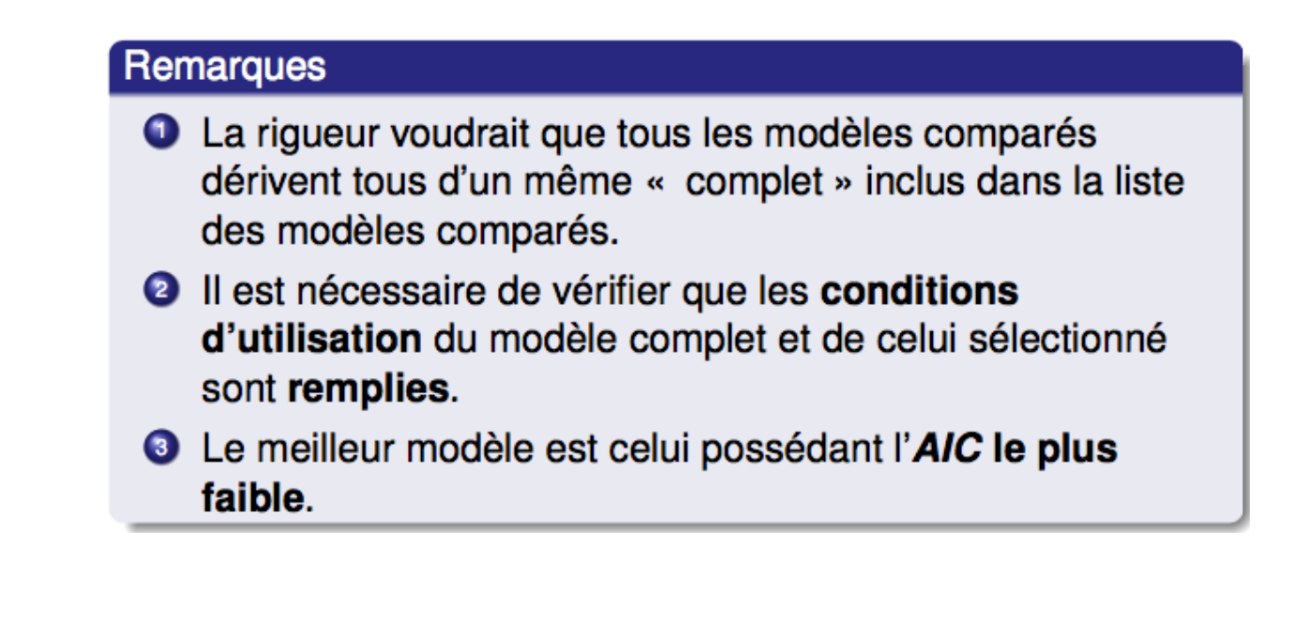 Remarques
1 La rigueur voudrait que tous les modèles comparés
dérivent tous d'un même « complet » inclus dans la liste
des modèles comparés.
2 Il est nécessaire de vérifier que les conditions
d'utilisation du modèle complet et de celui sélectionné
sont remplies.
3 Le meilleur modèle est celui possédant l'AIC le plus
faible.